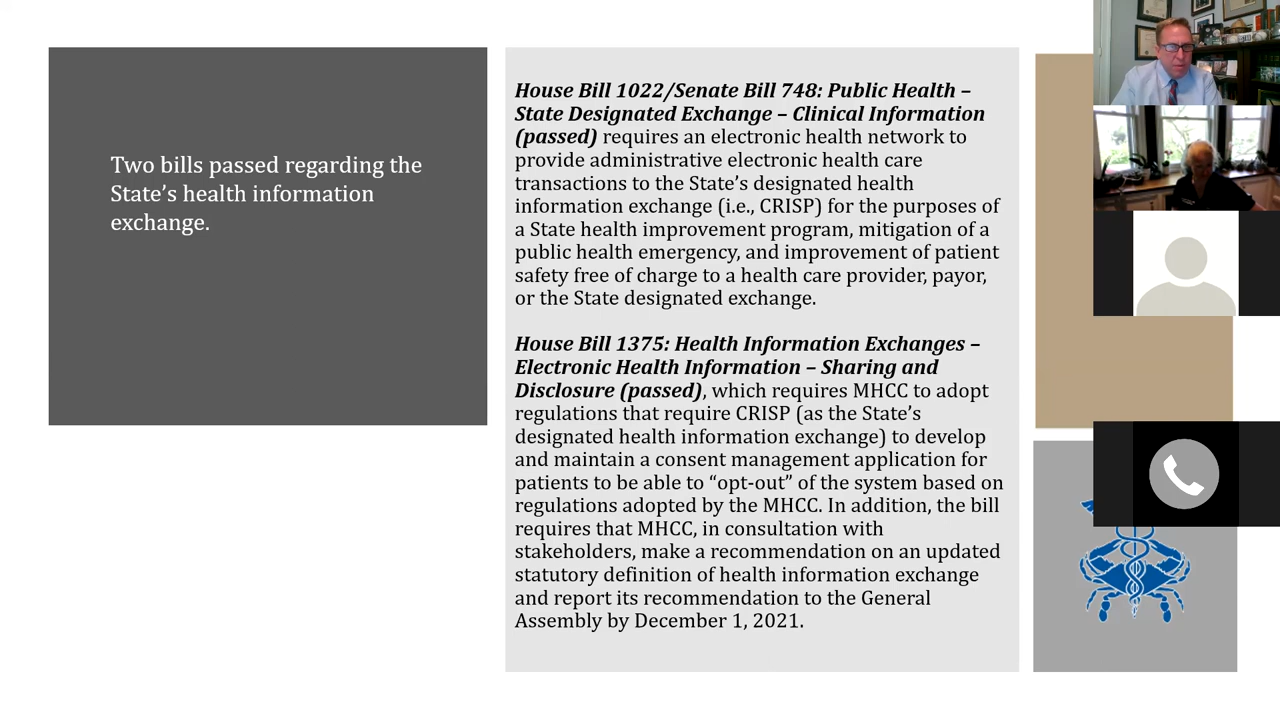 Two bills passed regarding the
State’s health information
exchange.
House Bill 1022/Senate Bill 748: Public Health –
State Designated Exchange – Clinical Information
(passed) requires an electronic health network to
provide administrative electronic health care
transactions to the State’s designated health
information exchange (i.e., CRISP) for the purposes of
a State health improvement program, mitigation of a
public health emergency, and improvement of patient
safety free of charge to a health care provider, payor,
or the State designated exchange.
House Bill 1375: Health Information Exchanges –
Electronic Health Information – Sharing and
Disclosure (passed), which requires MHCC to adopt
regulations that require CRISP (as the State’s
designated health information exchange) to develop
and maintain a consent management application for
patients to be able to “opt-out” of the system based on
regulations adopted by the MHCC. In addition, the bill
requires that MHCC, in consultation with
stakeholders, make a recommendation on an updated
statutory definition of health information exchange
and report its recommendation to the General
Assembly by December 1, 2021.